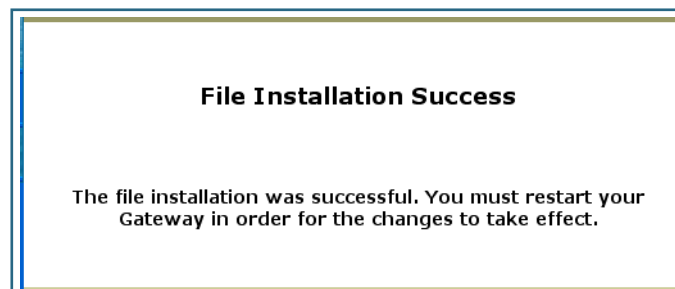 File Installation Success
The file installation was successful. You must restart your
Gateway in order for the changes to take effect.